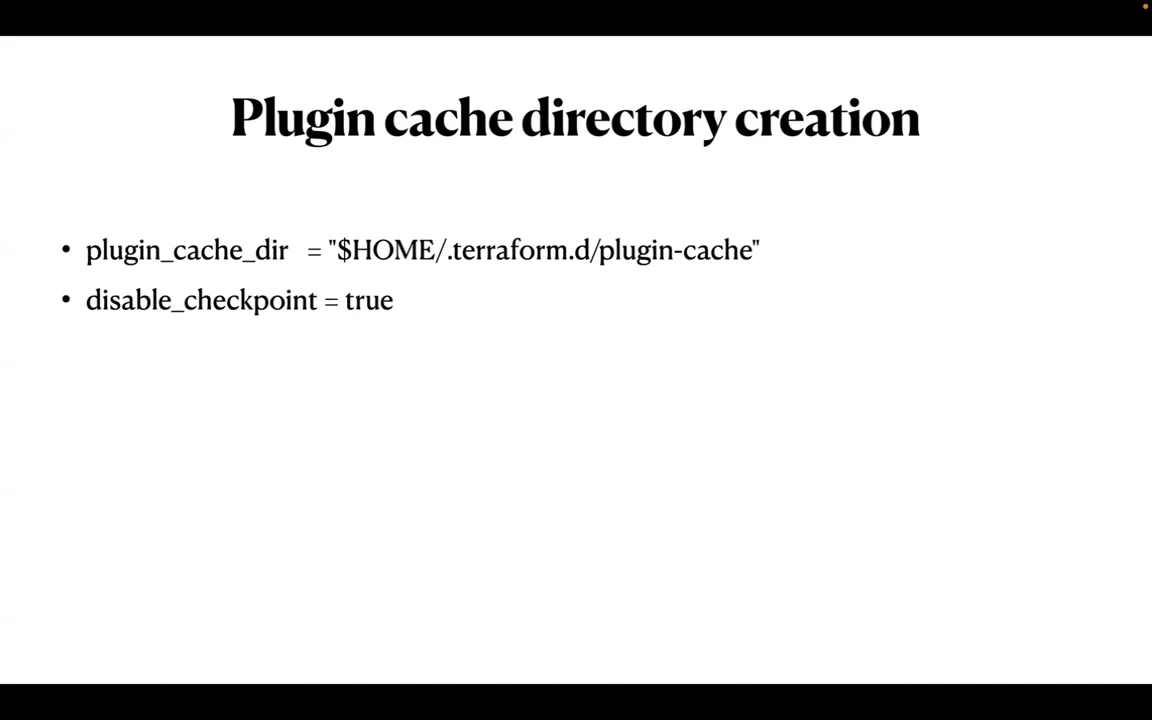 Plugin cache directory creation
• plugin_cache_dir = "$HOME/.terraform.d/plugin-cache"
• disable_checkpoint = true